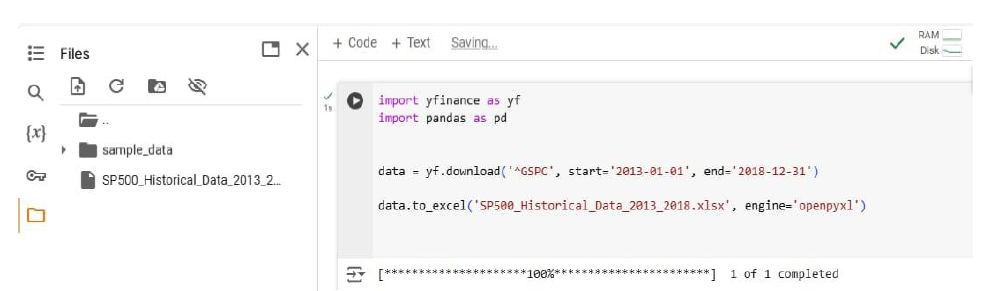 Files
..
sample_data
SP500_Historical_Data_2013_2...
+ Code + Text Saving...
RAM
Disk
1s
import yfinance as yf
import pandas as pd
data = yf.download('^GSPC', start='2013-01-01', end='2018-12-31')
data.to_excel('SP500_Historical_Data_2013_2018.xlsx', engine='openpyxl')
[**********************100%***********************] 1 of 1 completed
{x}